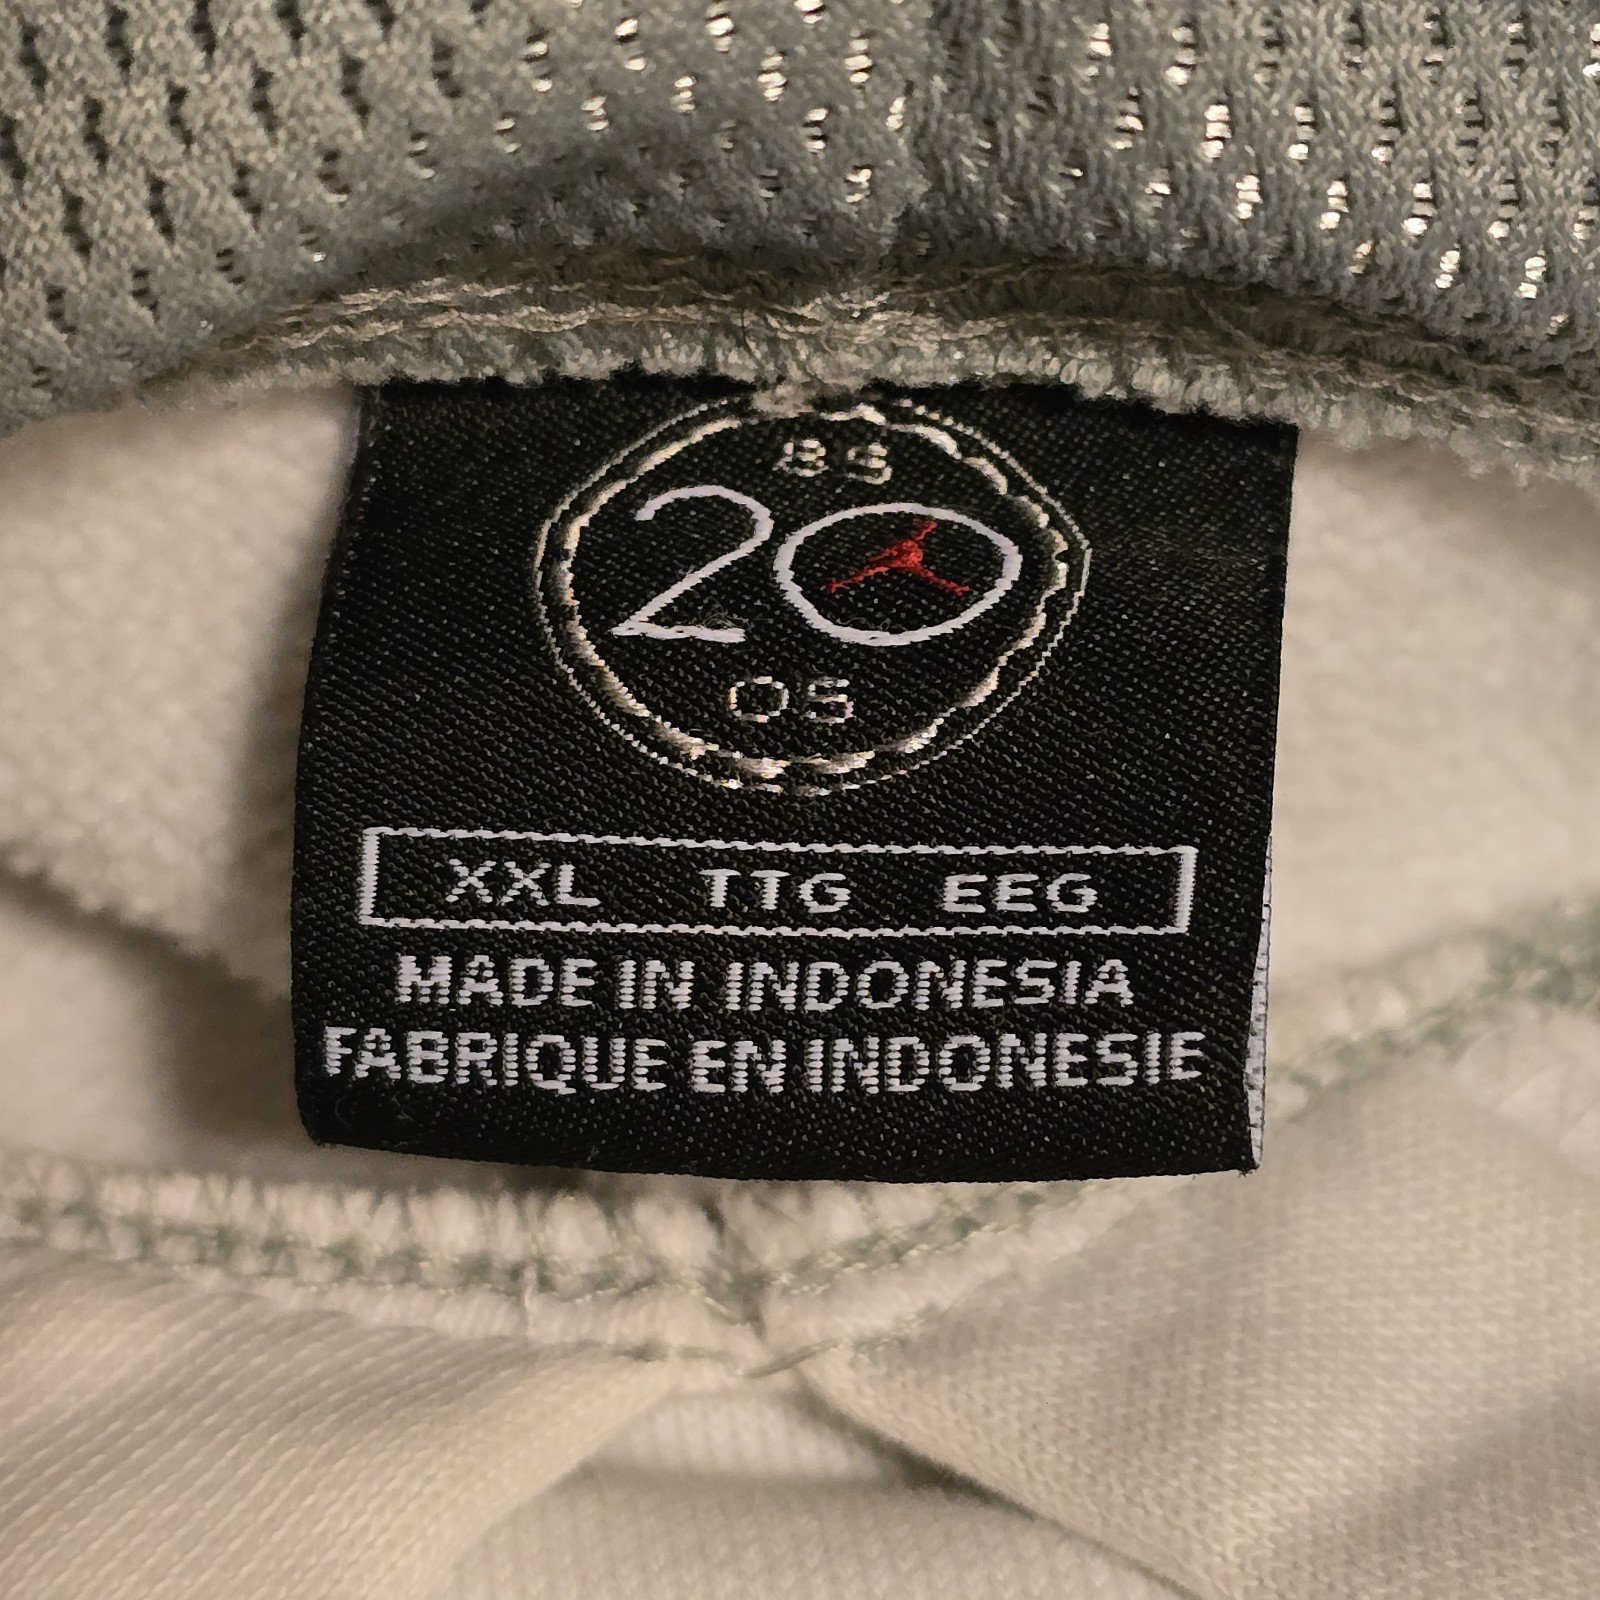 85
20
05
XXL TTG EEG
MADE IN INDONESIA
FABRIQUE EN INDONESIE